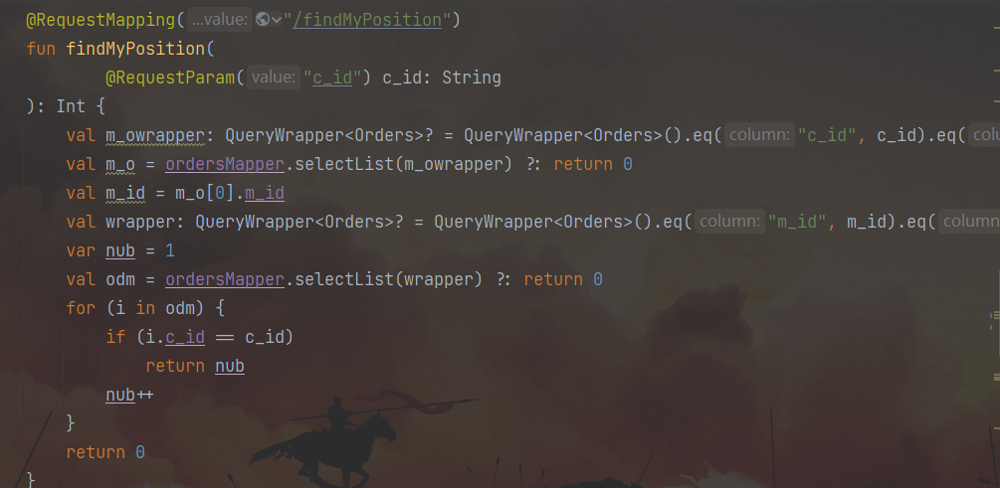 @RequestMapping(...value: "/findMyPosition")
fun findMyPosition(
@RequestParam(value: "c_id") c_id: String
): Int {
val m_owrapper: QueryWrapper<Orders>? = QueryWrapper<Orders>().eq(column: "c_id", c_id).eq(
val m_o = ordersMapper.selectList(m_owrapper) ?: return 0
val m_id = m_o[0].m_id
val wrapper: QueryWrapper<Orders>? = QueryWrapper<Orders>().eq(column: "m_id", m_id).eq(column
var nub = 1
val odm = ordersMapper.selectList(wrapper) ?: return 0
for (i in odm) {
if (i.c_id == c_id)
return nub
nub++
}
return 0
}